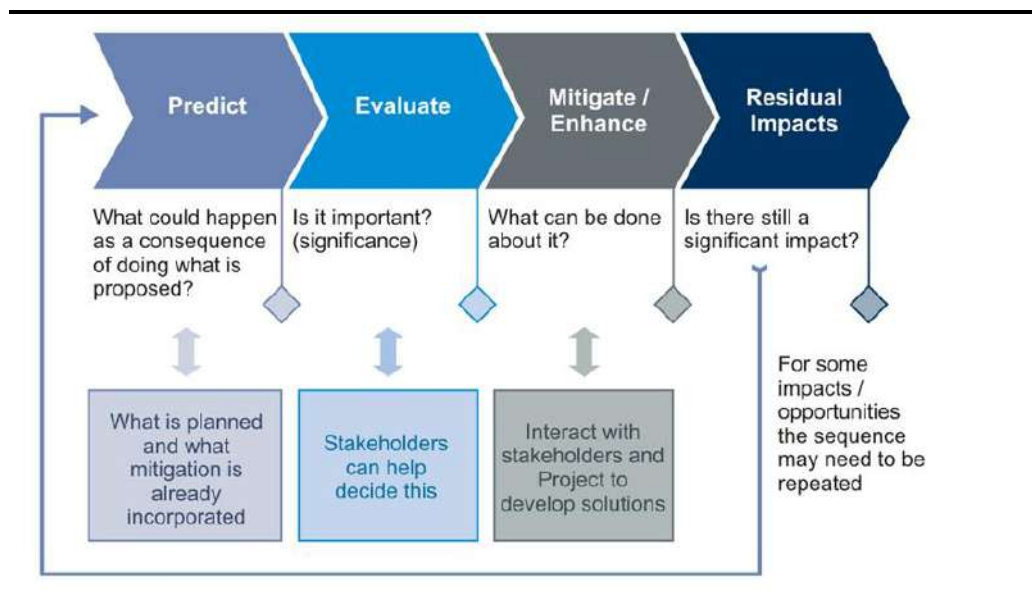 Predict
Evaluate
Mitigate /
Enhance
Residual
Impacts
What could happen
as a consequence
of doing what is
proposed?
Is it important?
(significance)
What can be done
about it?
Is there still a
significant impact?
What is planned
and what
mitigation is
already
incorporated
Stakeholders
can help
decide this
Interact with
stakeholders and
Project to
develop solutions
For some
impacts /
opportunities
the sequence
may need to be
repeated